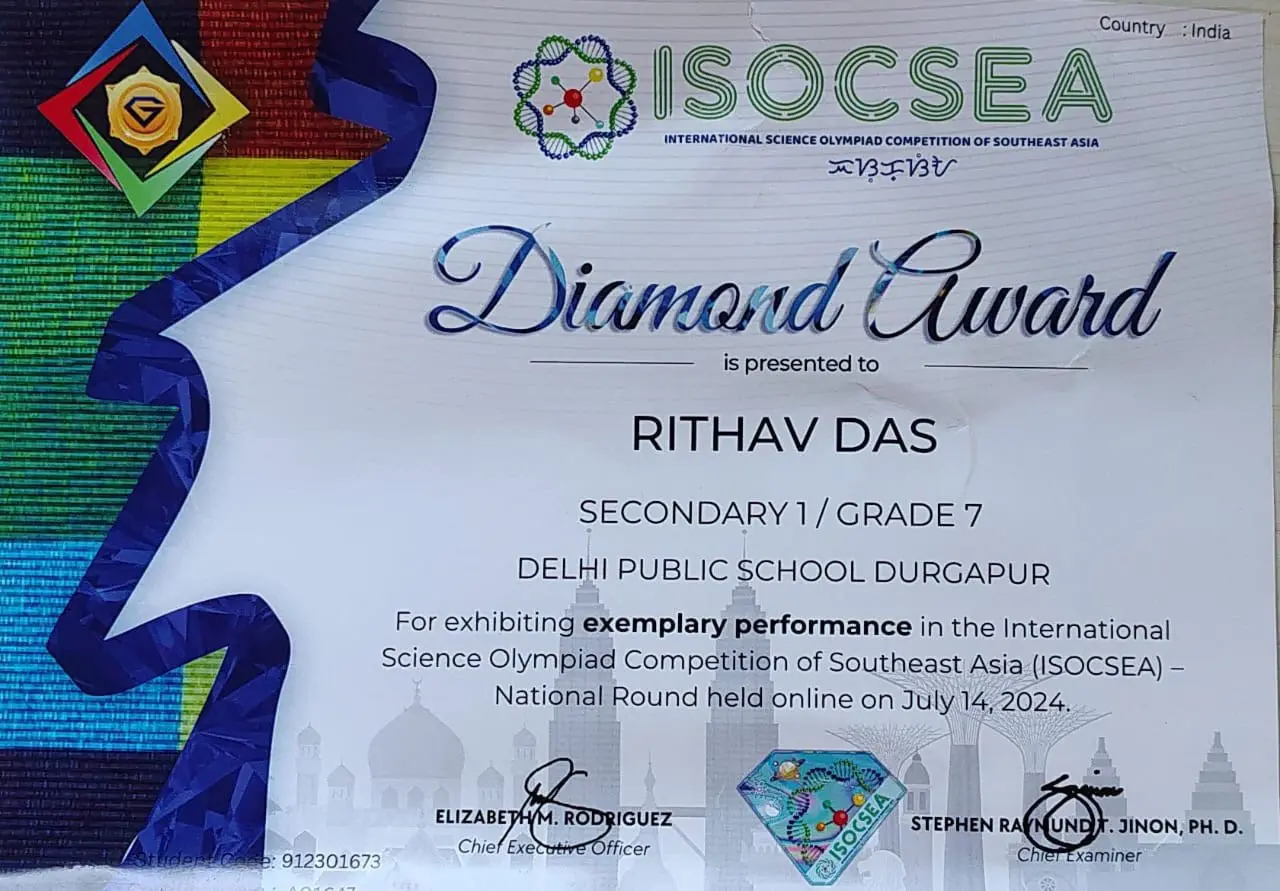 Country : India
G
ISOCSEA
INTERNATIONAL SCIENCE OLYMPIAD COMPETITION OF SOUTHEAST ASIA
Diamond Award
is presented to
RITHAV DAS
SECONDARY 1 / GRADE 7
DELHI PUBLIC SCHOOL DURGAPUR
For exhibiting exemplary performance in the International
Science Olympiad Competition of Southeast Asia (ISOCSEA) –
National Round held online on July 14, 2024.
ELIZABETH M. RODRIGUEZ
Chief Executive Officer
ISOCSEA
STEPHEN RAYMUND T. JINON, PH. D.
Chief Examiner
Student Code: 912301673